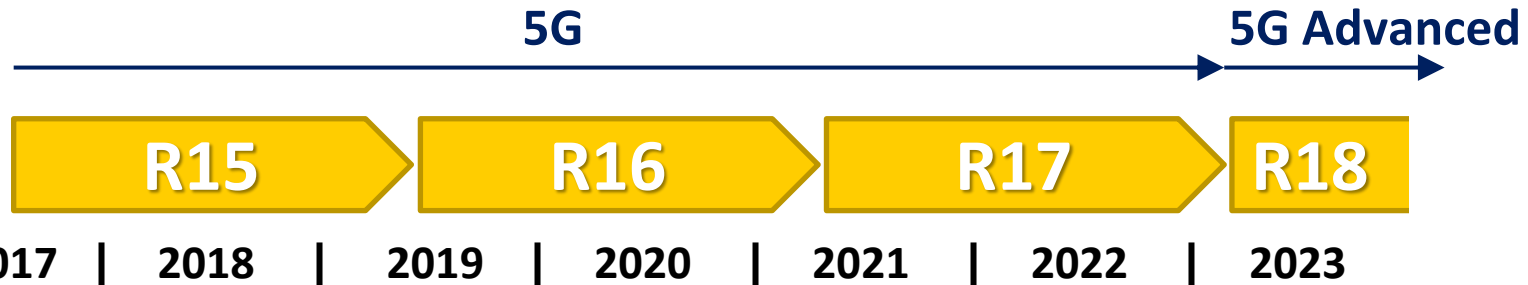 5G 5G Advanced
R15 R16 R17 R18
017 | 2018 | 2019 | 2020 | 2021 | 2022 | 2023